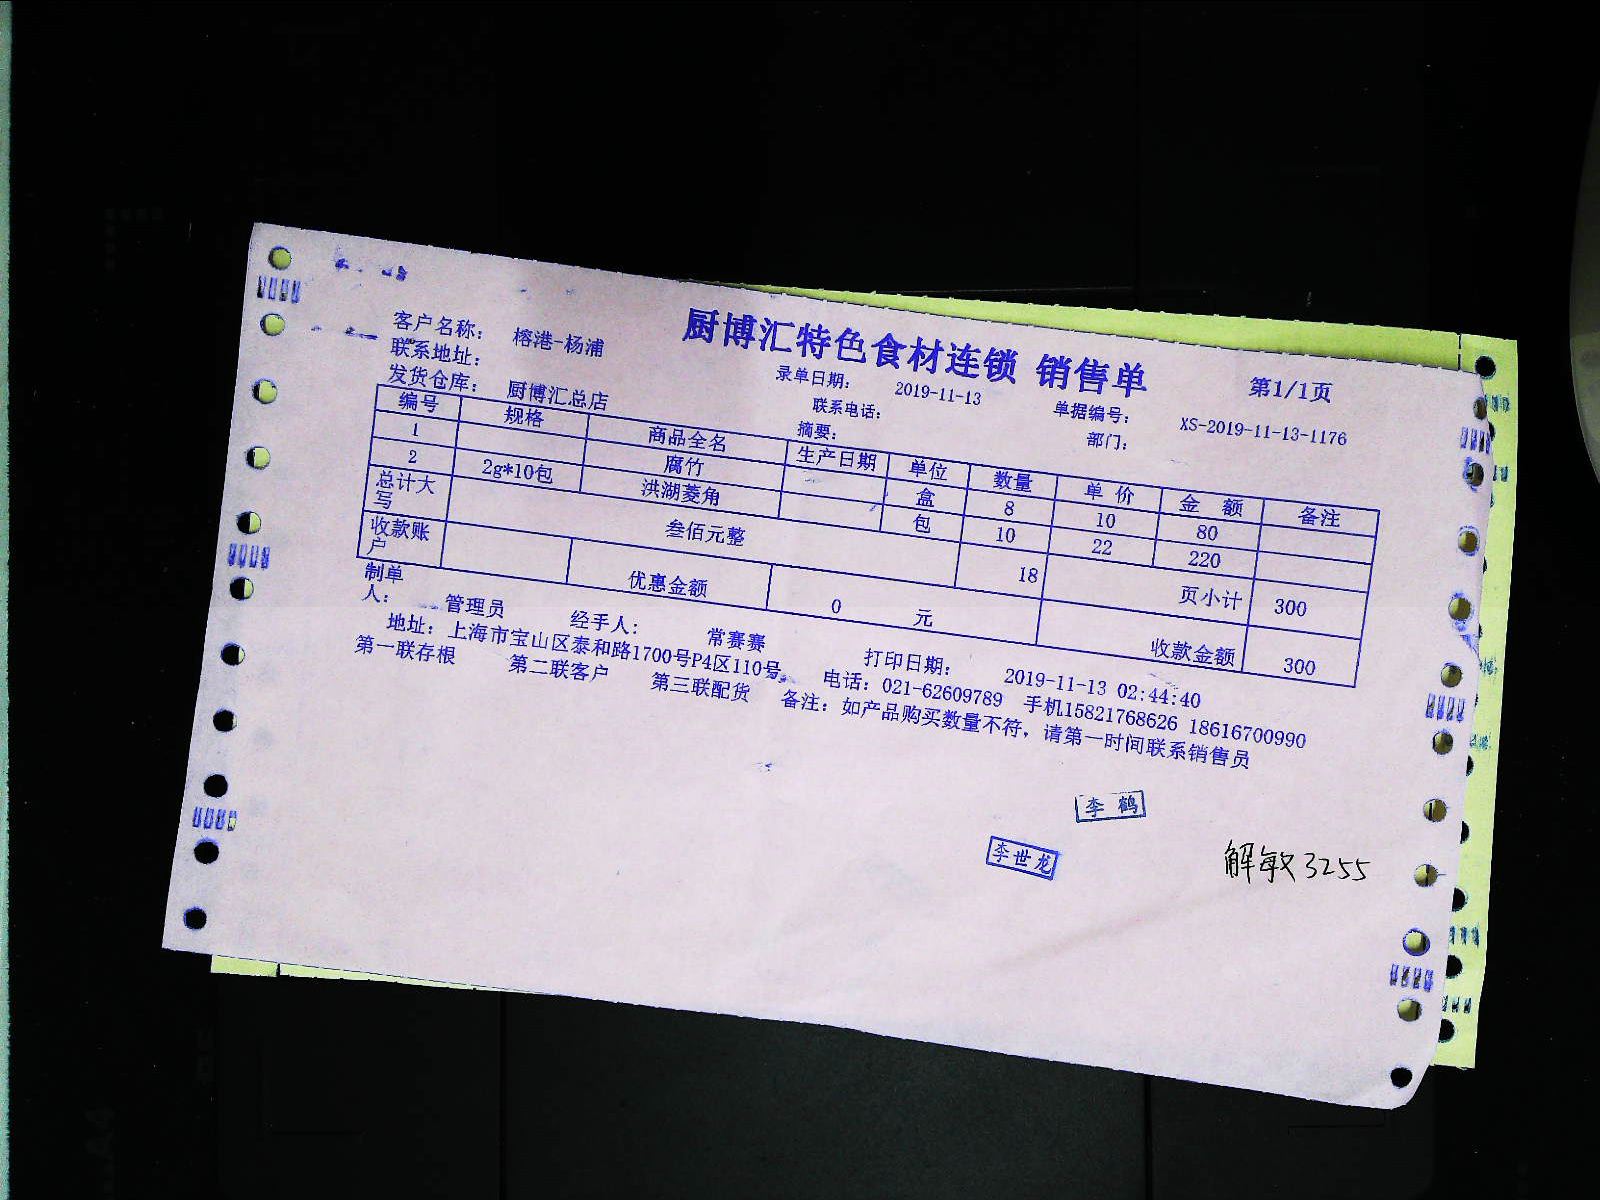 厨博汇特色食材连锁 销售单 第1/1页
客户名称： 榕港-杨浦 录单日期： 2019-11-13 单据编号： XS-2019-11-13-1176
联系地址： 联系电话： 部门：
发货仓库： 厨博汇总店 摘要：
编号 规格 商品全名 生产日期 单位 数量 单 价 金 额 备注
1 腐竹 盒 8 10 80
2 2g*10包 洪湖菱角 包 10 22 220
总计大写 叁佰元整 18 页小计 300
收款账户 优惠金额 0 元 收款金额 300
制单人： 管理员 经手人： 常赛赛 打印日期： 2019-11-13 02:44:40
地址：上海市宝山区泰和路1700号P4区110号。 电话：021-62609789 手机15821768626 18616700990
第一联存根 第二联客户 第三联配货 备注：如产品购买数量不符，请第一时间联系销售员
李 鹤
李世龙
解敏3255